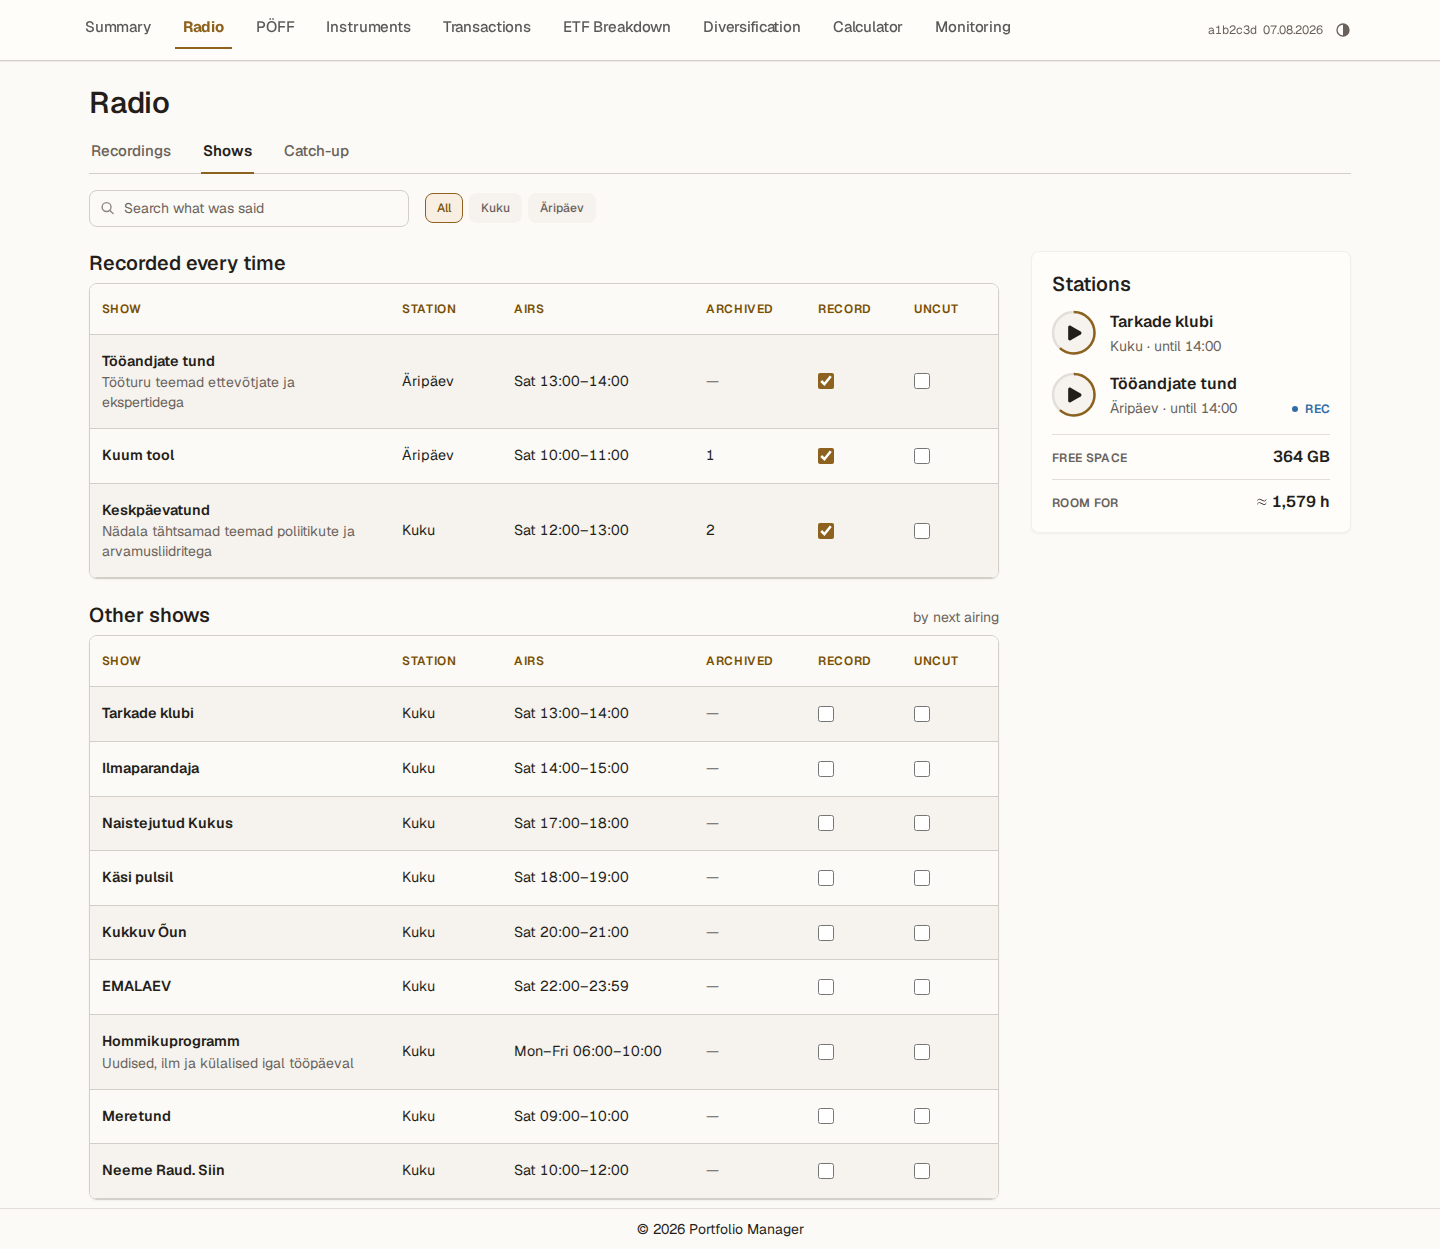 Summary Radio PÖFF Instruments Transactions ETF Breakdown Diversification Calculator Monitoring a1b2c3d 07.08.2026
Radio
Recordings Shows Catch-up
Search what was said All Kuku Äripäev
Recorded every time
SHOW STATION AIRS ARCHIVED RECORD UNCUT
Tööandjate tund
Tööturu teemad ettevõtjate ja
ekspertidega
Äripäev Sat 13:00–14:00 —
Kuum tool Äripäev Sat 10:00–11:00 1
Keskpäevatund
Nädala tähtsamad teemad poliitikute ja
arvamusliidritega
Kuku Sat 12:00–13:00 2
Other shows by next airing
SHOW STATION AIRS ARCHIVED RECORD UNCUT
Tarkade klubi Kuku Sat 13:00–14:00 —
Ilmaparandaja Kuku Sat 14:00–15:00 —
Naistejutud Kukus Kuku Sat 17:00–18:00 —
Käsi pulsil Kuku Sat 18:00–19:00 —
Kukkuv Õun Kuku Sat 20:00–21:00 —
EMALAEV Kuku Sat 22:00–23:59 —
Hommikuprogramm
Uudised, ilm ja külalised igal tööpäeval
Kuku Mon–Fri 06:00–10:00 —
Meretund Kuku Sat 09:00–10:00 —
Neeme Raud. Siin Kuku Sat 10:00–12:00 —
Stations
Tarkade klubi
Kuku · until 14:00
Tööandjate tund
Äripäev · until 14:00 • REC
FREE SPACE 364 GB
ROOM FOR ≈ 1,579 h
© 2026 Portfolio Manager